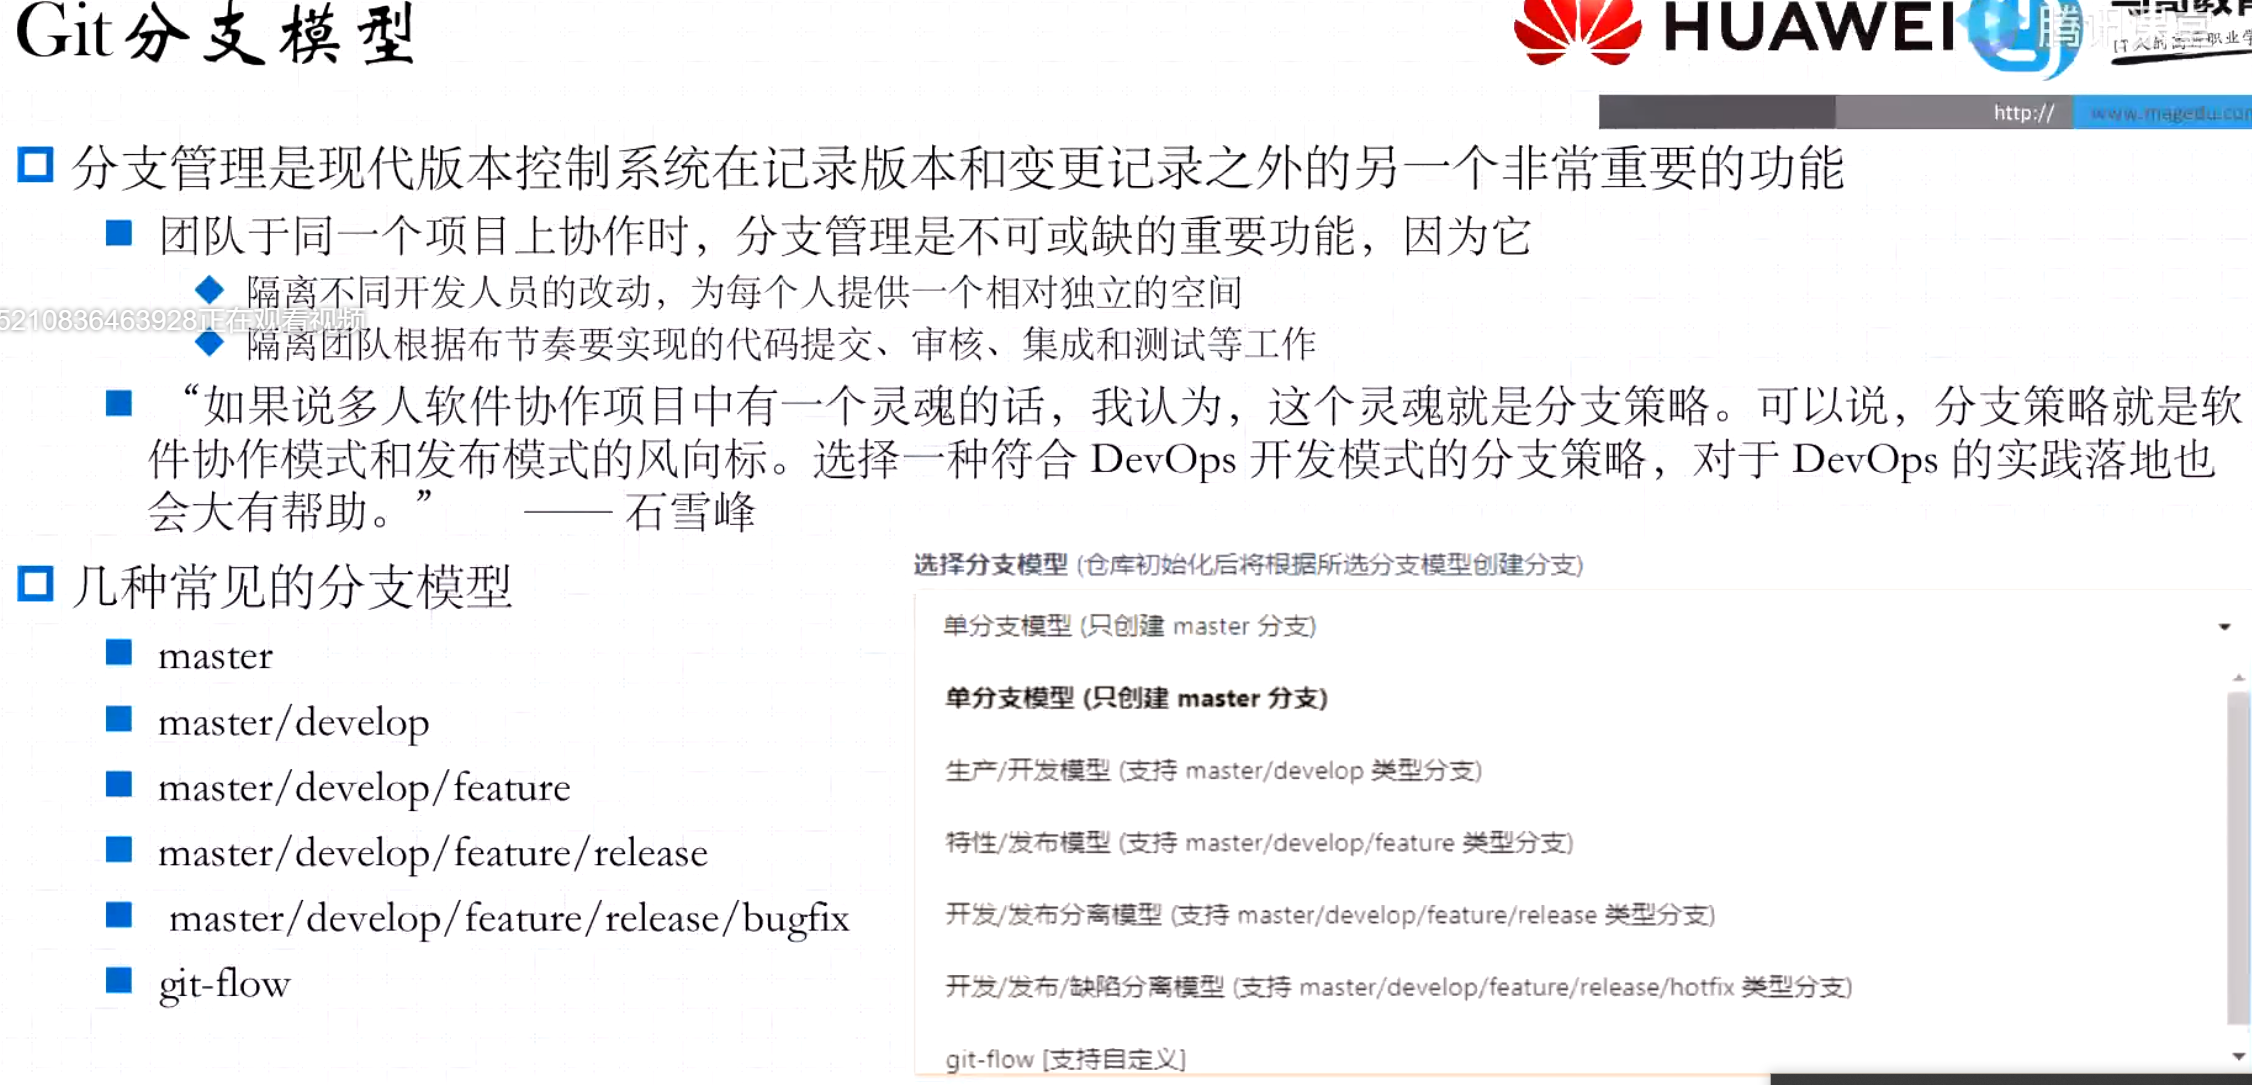 Git分支模型
HUAWEI
腾讯课堂
http://
www.magedu.com
分支管理是现代版本控制系统在记录版本和变更记录之外的另一个非常重要的功能
团队于同一个项目上协作时，分支管理是不可或缺的重要功能，因为它
隔离不同开发人员的改动，为每个人提供一个相对独立的空间
5210836463928正在观看视频
隔离团队根据布节奏要实现的代码提交、审核、集成和测试等工作
“如果说多人软件协作项目中有一个灵魂的话，我认为，这个灵魂就是分支策略。可以说，分支策略就是软
件协作模式和发布模式的风向标。选择一种符合 DevOps 开发模式的分支策略，对于 DevOps 的实践落地也
会大有帮助。” —— 石雪峰
几种常见的分支模型
master
master/develop
master/develop/feature
master/develop/feature/release
master/develop/feature/release/bugfix
git-flow
选择分支模型 (仓库初始化后将根据所选分支模型创建分支)
单分支模型 (只创建 master 分支)
单分支模型 (只创建 master 分支)
生产/开发模型 (支持 master/develop 类型分支)
特性/发布模型 (支持 master/develop/feature 类型分支)
开发/发布分离模型 (支持 master/develop/feature/release 类型分支)
开发/发布/缺陷分离模型 (支持 master/develop/feature/release/hotfix 类型分支)
git-flow [支持自定义]